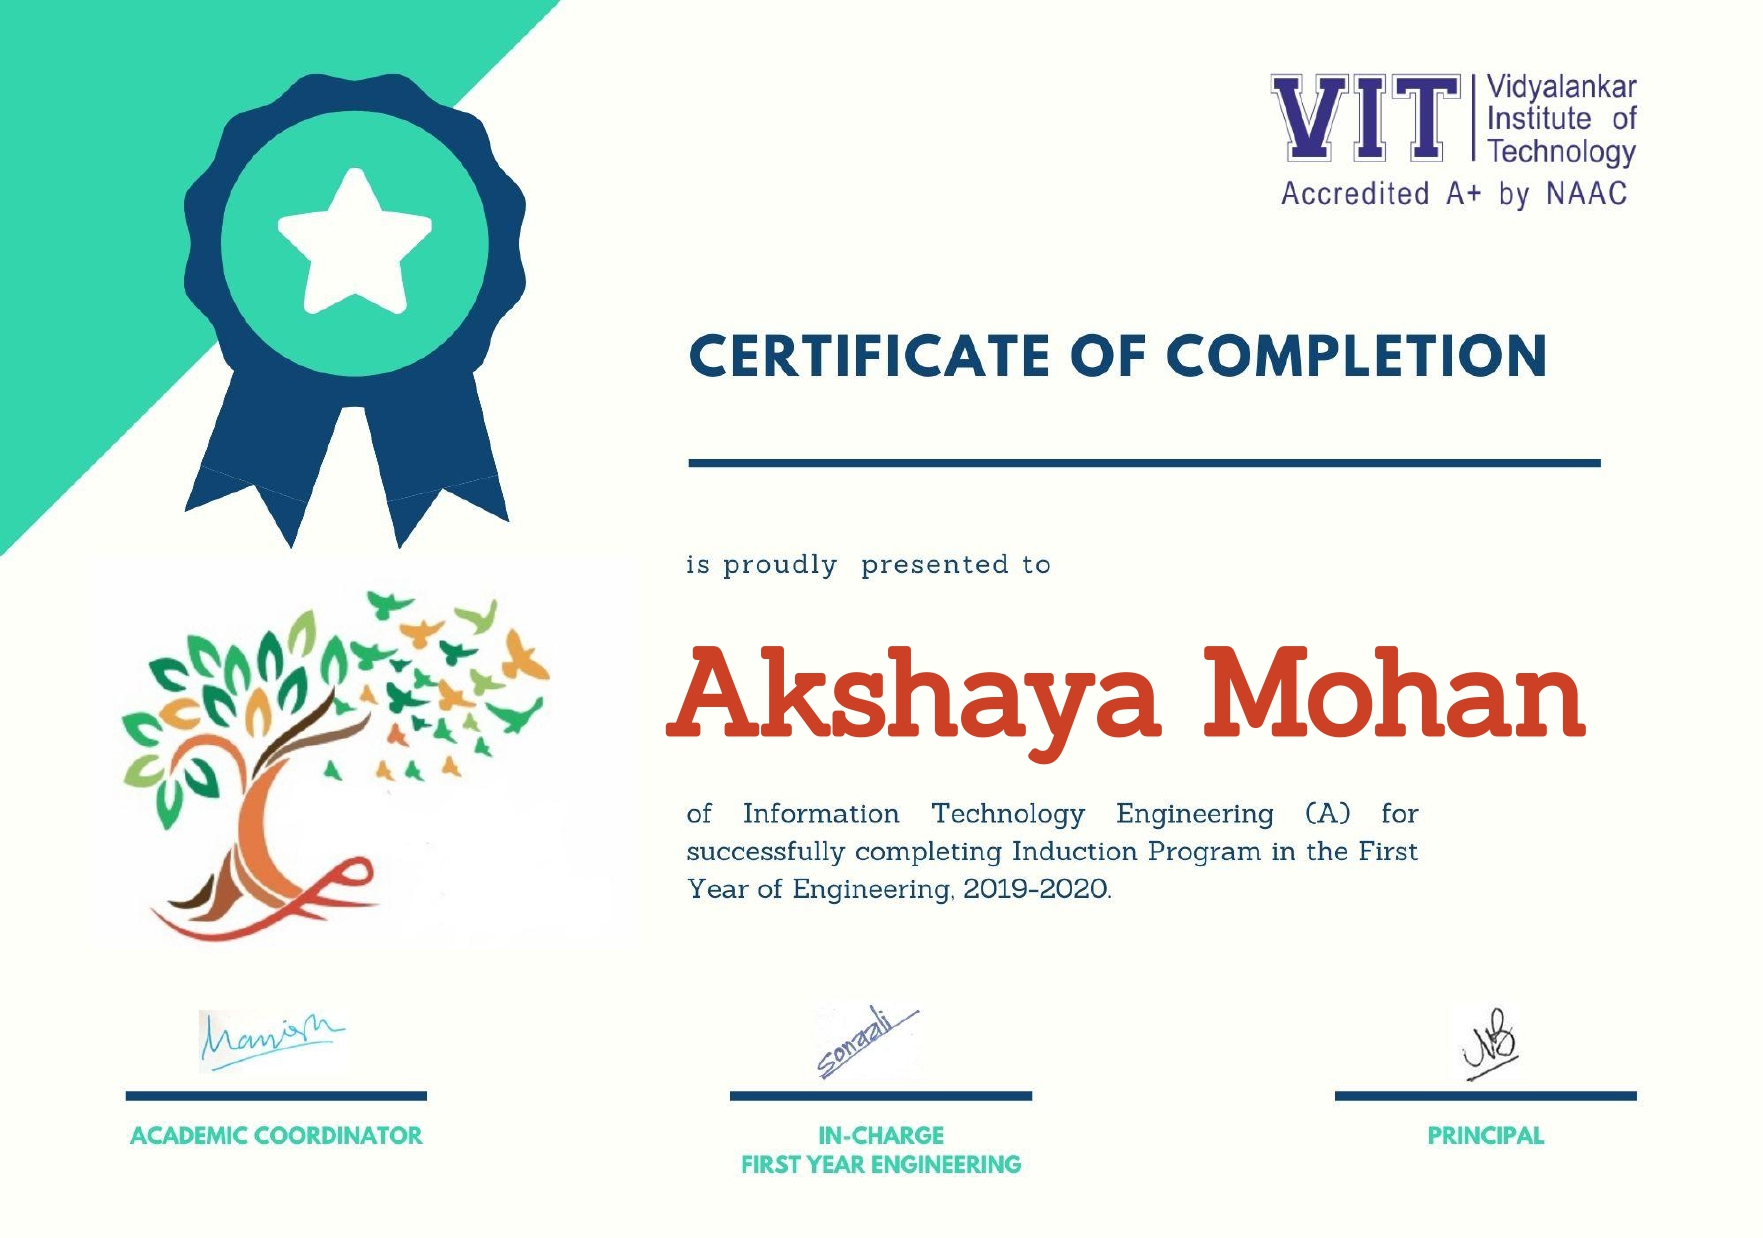 VIT
Vidyalankar
Institute of
Technology
Accredited A+ by NAAC
CERTIFICATE OF COMPLETION
is proudly presented to
Akshaya Mohan
of Information Technology Engineering (A) for
successfully completing Induction Program in the First
Year of Engineering, 2019-2020.
Manish
Sonaali
NB
ACADEMIC COORDINATOR
IN-CHARGE
FIRST YEAR ENGINEERING
PRINCIPAL